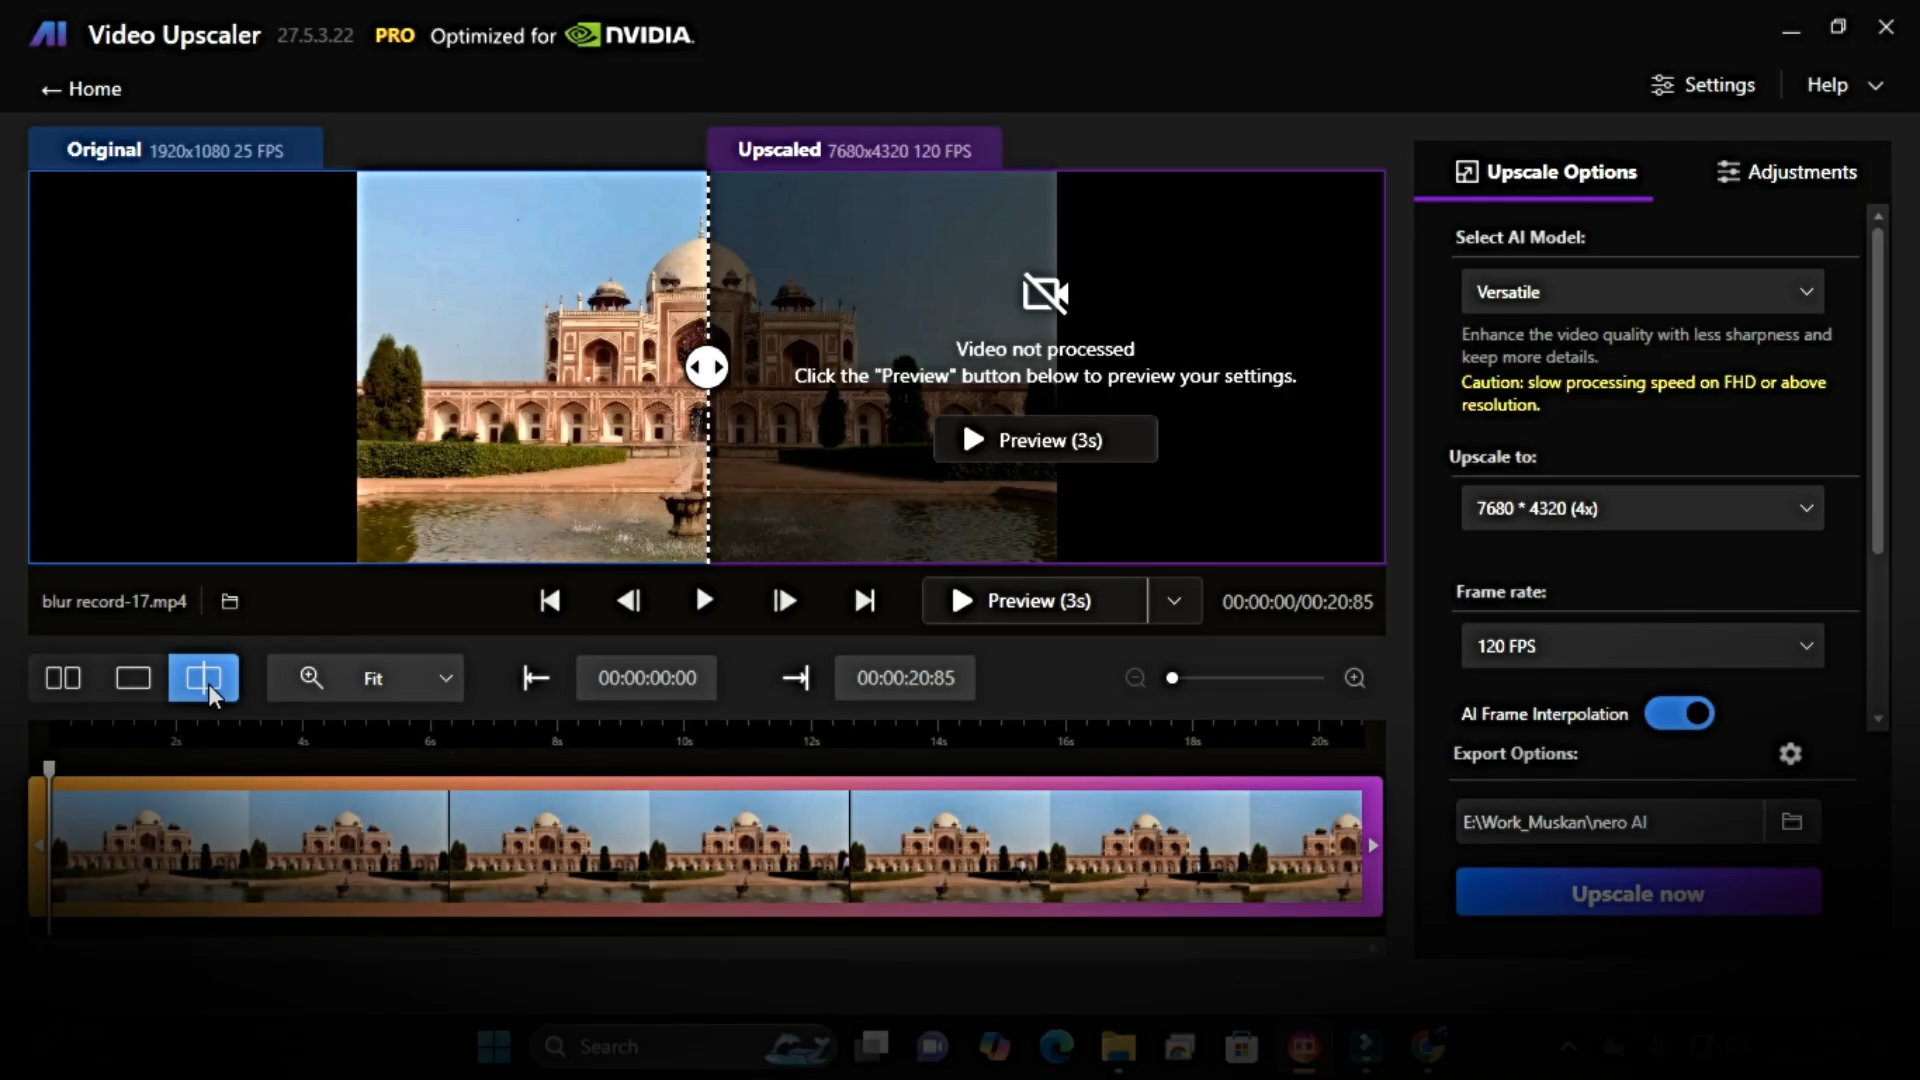 Video Upscaler 27.5.3.22 PRO Optimized for NVIDIA.
← Home
Settings
Help
Original 1920x1080 25 FPS
Upscaled 7680x4320 120 FPS
Upscale Options
Adjustments
Select AI Model:
Versatile
Enhance the video quality with less sharpness and
keep more details.
Caution: slow processing speed on FHD or above
resolution.
Video not processed
Click the "Preview" button below to preview your settings.
Preview (3s)
Upscale to:
7680 * 4320 (4x)
blur record-17.mp4
Preview (3s)
00:00:00/00:20:85
Frame rate:
120 FPS
Fit
00:00:00:00
00:00:20:85
AI Frame Interpolation
2s 4s 6s 8s 10s 12s 14s 16s 18s 20s
Export Options:
E:\Work_Muskan\nero AI
Upscale now
Search